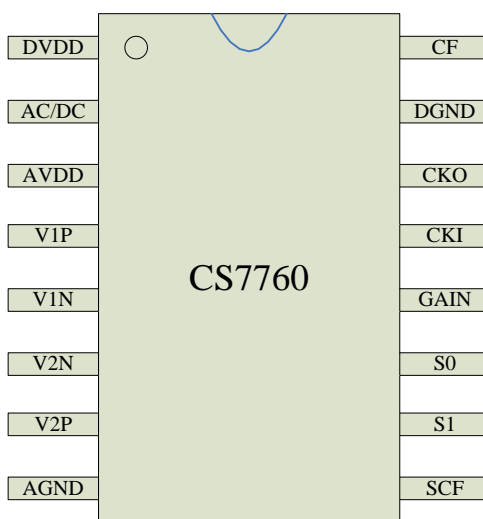 DVDD
CF
AC/DC
DGND
AVDD
CKO
V1P
CKI
CS7760
V1N
GAIN
V2N
S0
V2P
S1
AGND
SCF